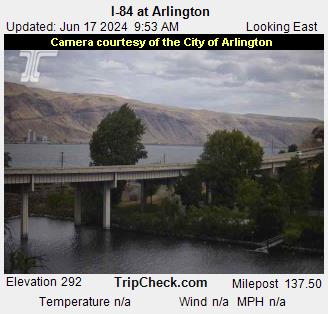 I-84 at Arlington
Updated: Jun 17 2024 9:53 AM Looking East
Camera courtesy of the City of Arlington
Elevation 292 TripCheck.com Milepost 137.50
Temperature n/a Wind n/a MPH n/a